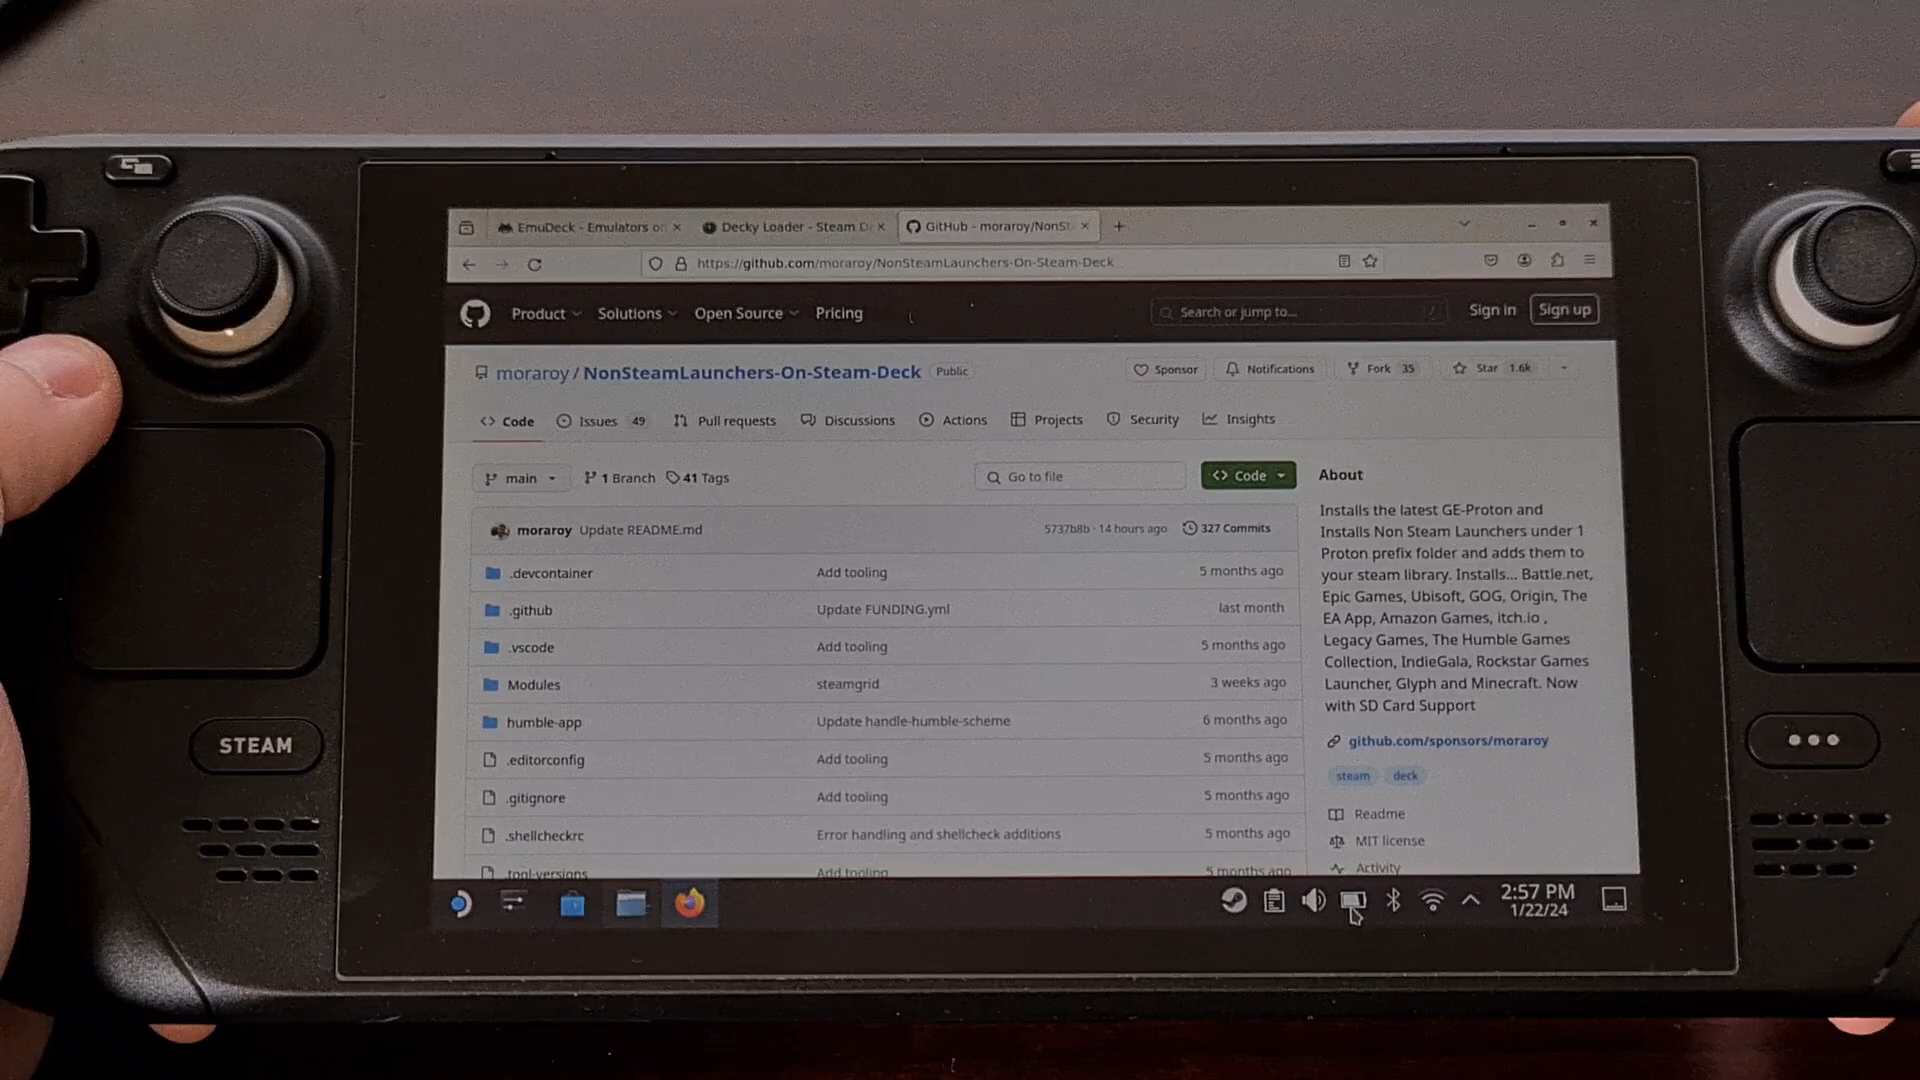 EmuDeck - Emulators on
Decky Loader - Steam D
GitHub - moraroy/NonSt
https://github.com/moraroy/NonSteamLaunchers-On-Steam-Deck
Product Solutions Open Source Pricing
Search or jump to... /
Sign in Sign up
moraroy / NonSteamLaunchers-On-Steam-Deck Public
Sponsor Notifications Fork 35 Star 1.6k
Code Issues 49 Pull requests Discussions Actions Projects Security Insights
main 1 Branch 41 Tags Go to file Code
moraroy Update README.md 5737b8b · 14 hours ago 327 Commits
.devcontainer Add tooling 5 months ago
.github Update FUNDING.yml last month
.vscode Add tooling 5 months ago
Modules steamgrid 3 weeks ago
humble-app Update handle-humble-scheme 6 months ago
.editorconfig Add tooling 5 months ago
.gitignore Add tooling 5 months ago
.shellcheckrc Error handling and shellcheck additions 5 months ago
.tool-versions Add tooling 5 months ago
About
Installs the latest GE-Proton and
Installs Non Steam Launchers under 1
Proton prefix folder and adds them to
your steam library. Installs... Battle.net,
Epic Games, Ubisoft, GOG, Origin, The
EA App, Amazon Games, itch.io ,
Legacy Games, The Humble Games
Collection, IndieGala, Rockstar Games
Launcher, Glyph and Minecraft. Now
with SD Card Support
github.com/sponsors/moraroy
steam deck
Readme
MIT license
Activity
2:57 PM
1/22/24
STEAM